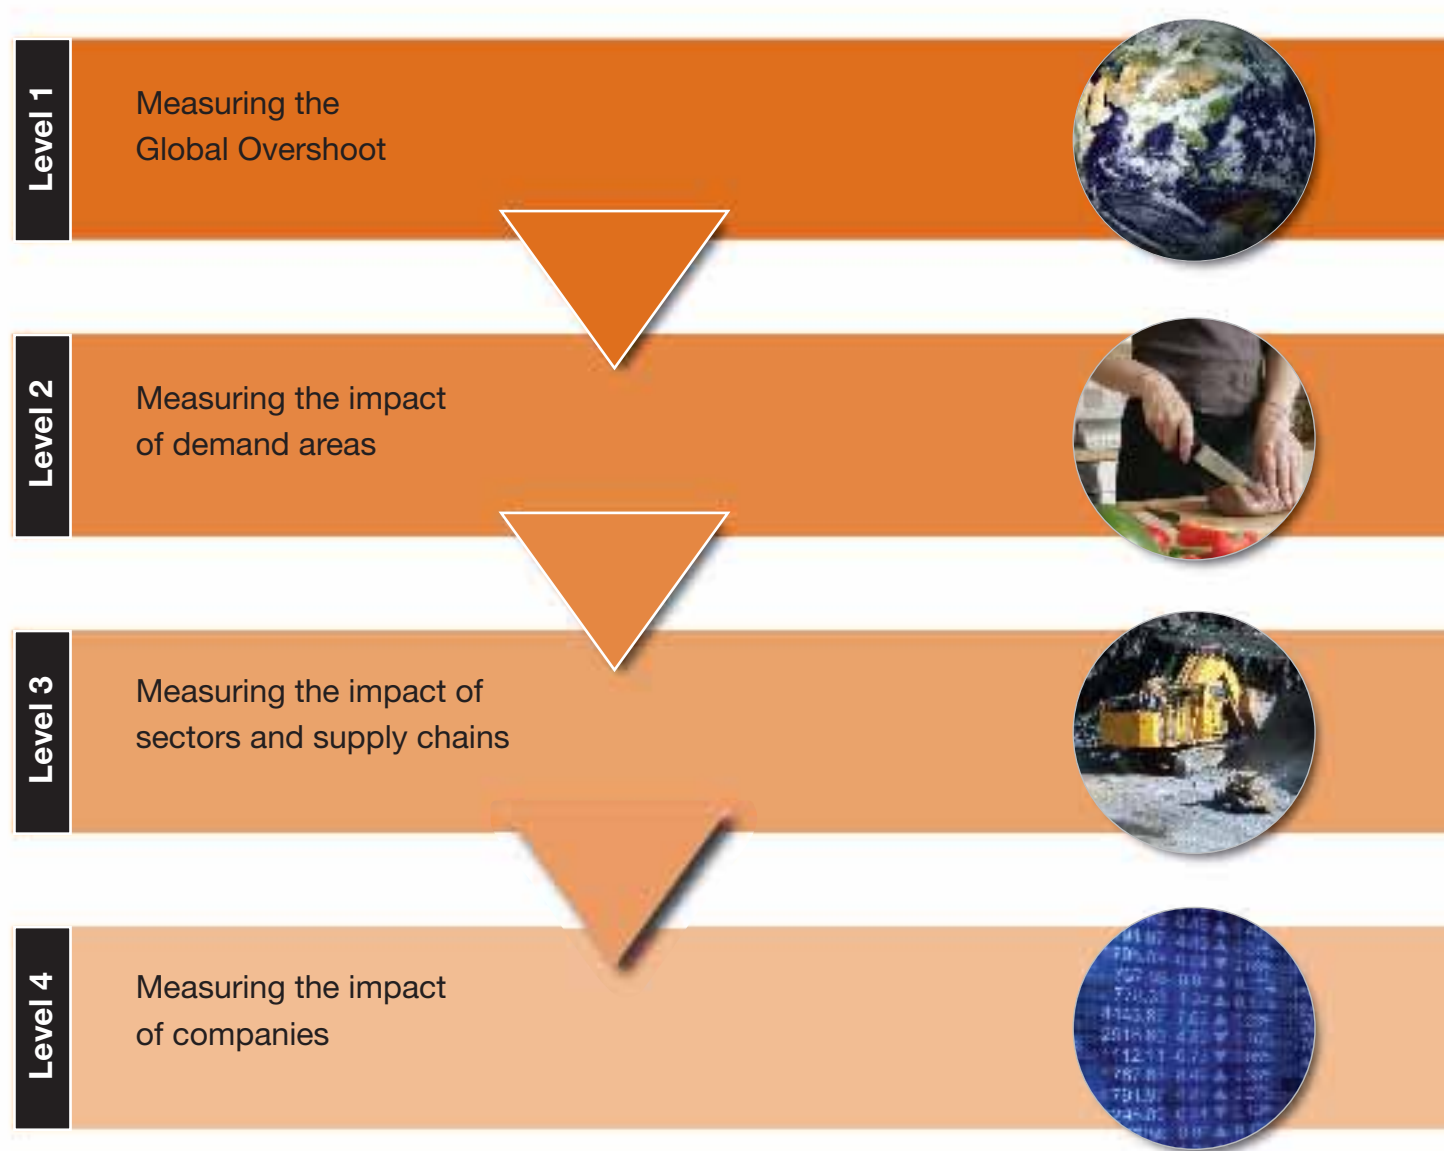 Level 1
Measuring the
Global Overshoot
Level 2
Measuring the impact
of demand areas
Level 3
Measuring the impact of
sectors and supply chains
Level 4
Measuring the impact
of companies